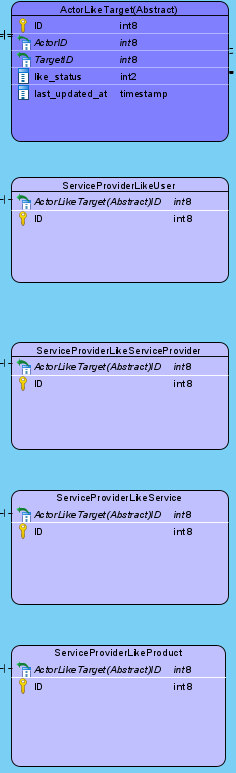 ActorLikeTarget(Abstract)
ID int8
ActorID int8
TargetID int8
like_status int2
last_updated_at timestamp
ServiceProviderLikeUser
ActorLikeTarget(Abstract)ID int8
ID int8
ServiceProviderLikeServiceProvider
ActorLikeTarget(Abstract)ID int8
ID int8
ServiceProviderLikeService
ActorLikeTarget(Abstract)ID int8
ID int8
ServiceProviderLikeProduct
ActorLikeTarget(Abstract)ID int8
ID int8